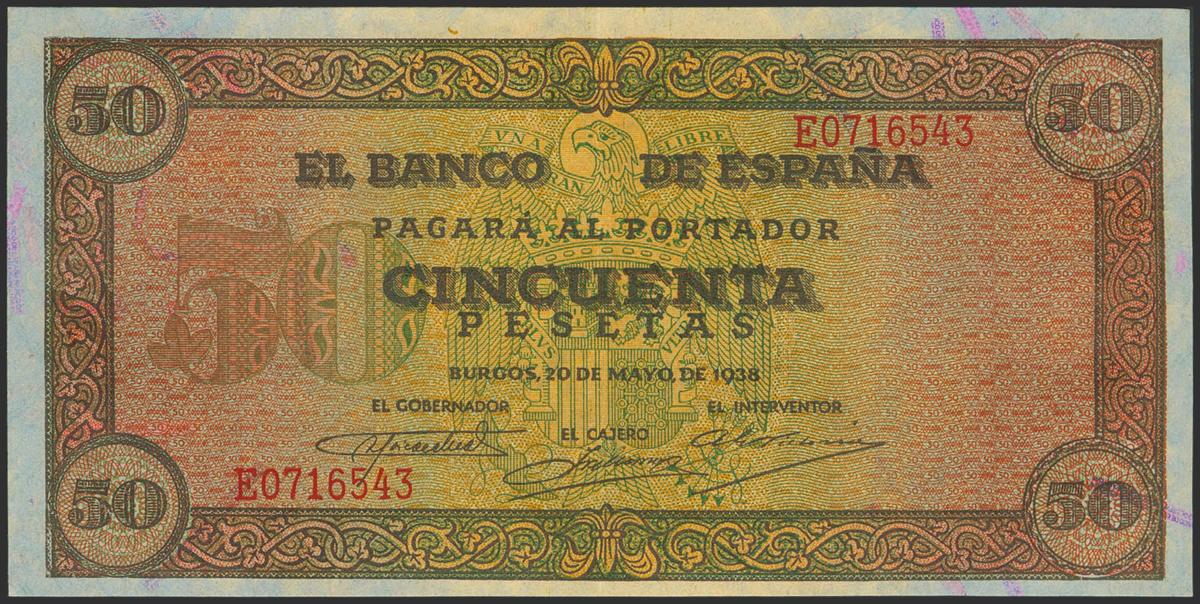 50
50
E0716543
VNA LIBRE
EL BANCO DE ESPAÑA
PAGARÁ AL PORTADOR
50
CINCUENTA
PESETAS
BURGOS, 20 DE MAYO, DE 1938
EL GOBERNADOR EL INTERVENTOR
EL CAJERO
E0716543
50
50